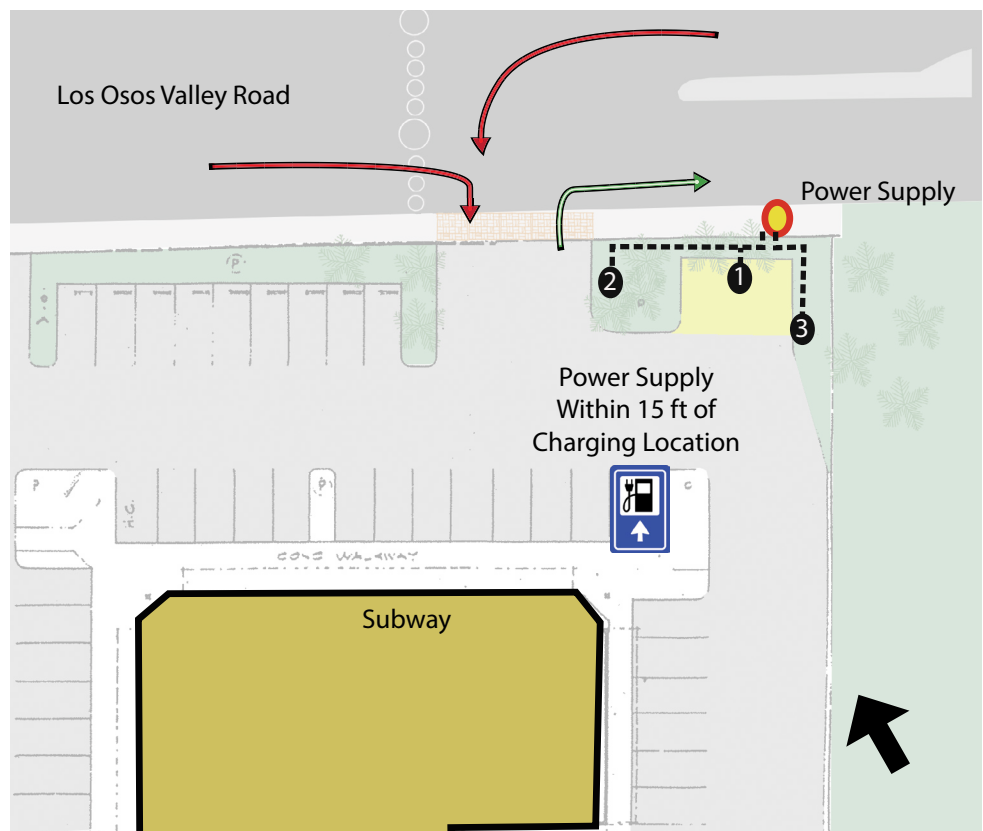 Los Osos Valley Road
Power Supply
2
1
3
Power Supply
Within 15 ft of
Charging Location
P
P
P
C
H.C.
Subway